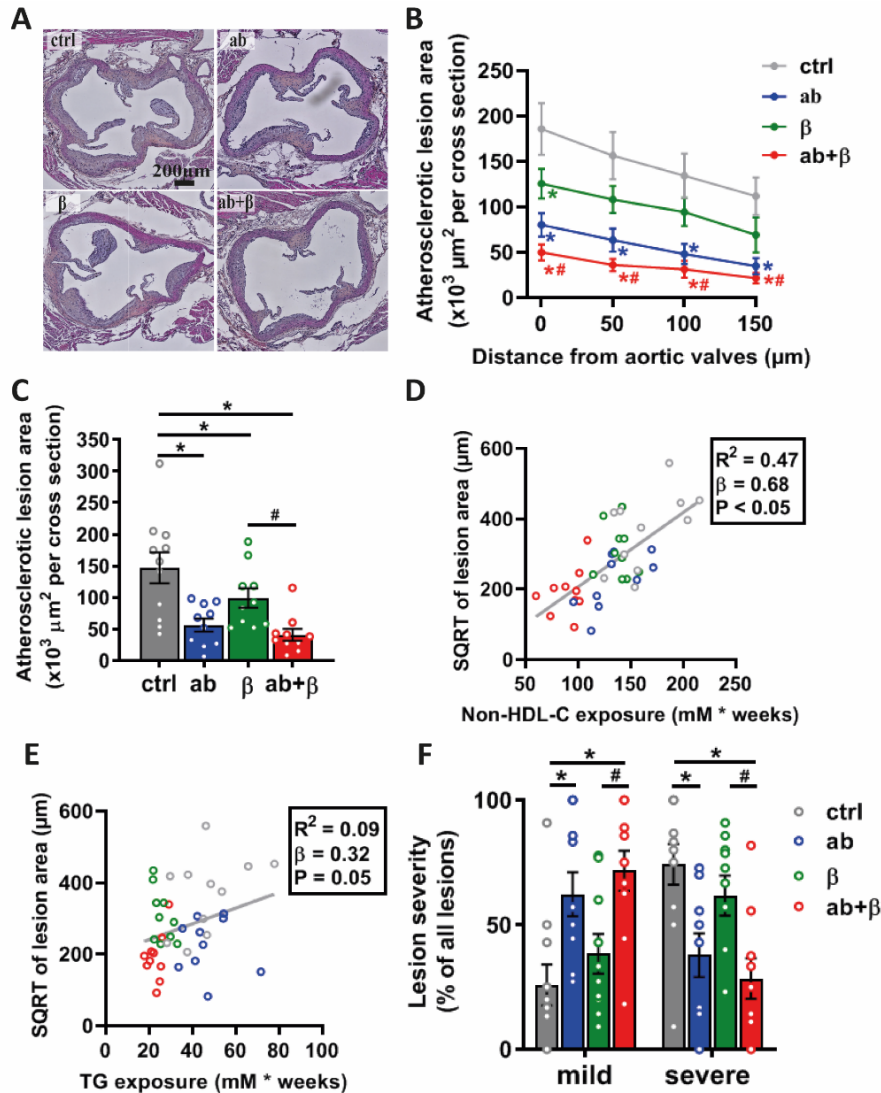 A
ctrl
ab
200μm
β
ab+β
B
Atherosclerotic lesion area
(x10³ μm² per cross section)
250
200
150
100
50
0
*
*
*
*
*
*#
*#
*#
*#
0
50
100
150
Distance from aortic valves (μm)
ctrl
ab
β
ab+β
C
Atherosclerotic lesion area
(x10³ μm² per cross section)
350
300
250
200
150
100
50
0
*
*
*
#
ctrl
ab
β
ab+β
D
SQRT of lesion area (μm)
600
400
200
0
50
100
150
200
250
Non-HDL-C exposure (mM * weeks)
R² = 0.47
β = 0.68
P < 0.05
E
SQRT of lesion area (μm)
600
400
200
0
0
20
40
60
80
100
TG exposure (mM * weeks)
R² = 0.09
β = 0.32
P = 0.05
F
Lesion severity
(% of all lesions)
100
50
0
*
*
#
*
*
#
mild
severe
ctrl
ab
β
ab+β